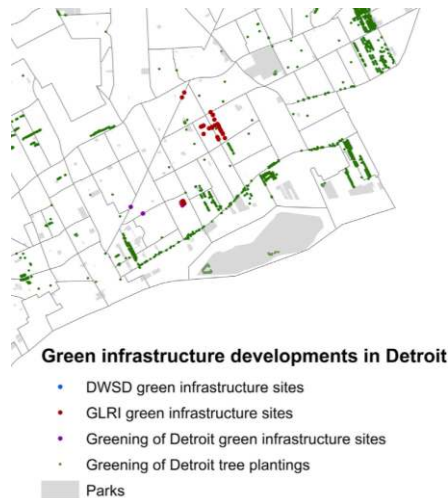 Green infrastructure developments in Detroit
DWSD green infrastructure sites
GLRI green infrastructure sites
Greening of Detroit green infrastructure sites
Greening of Detroit tree plantings
Parks